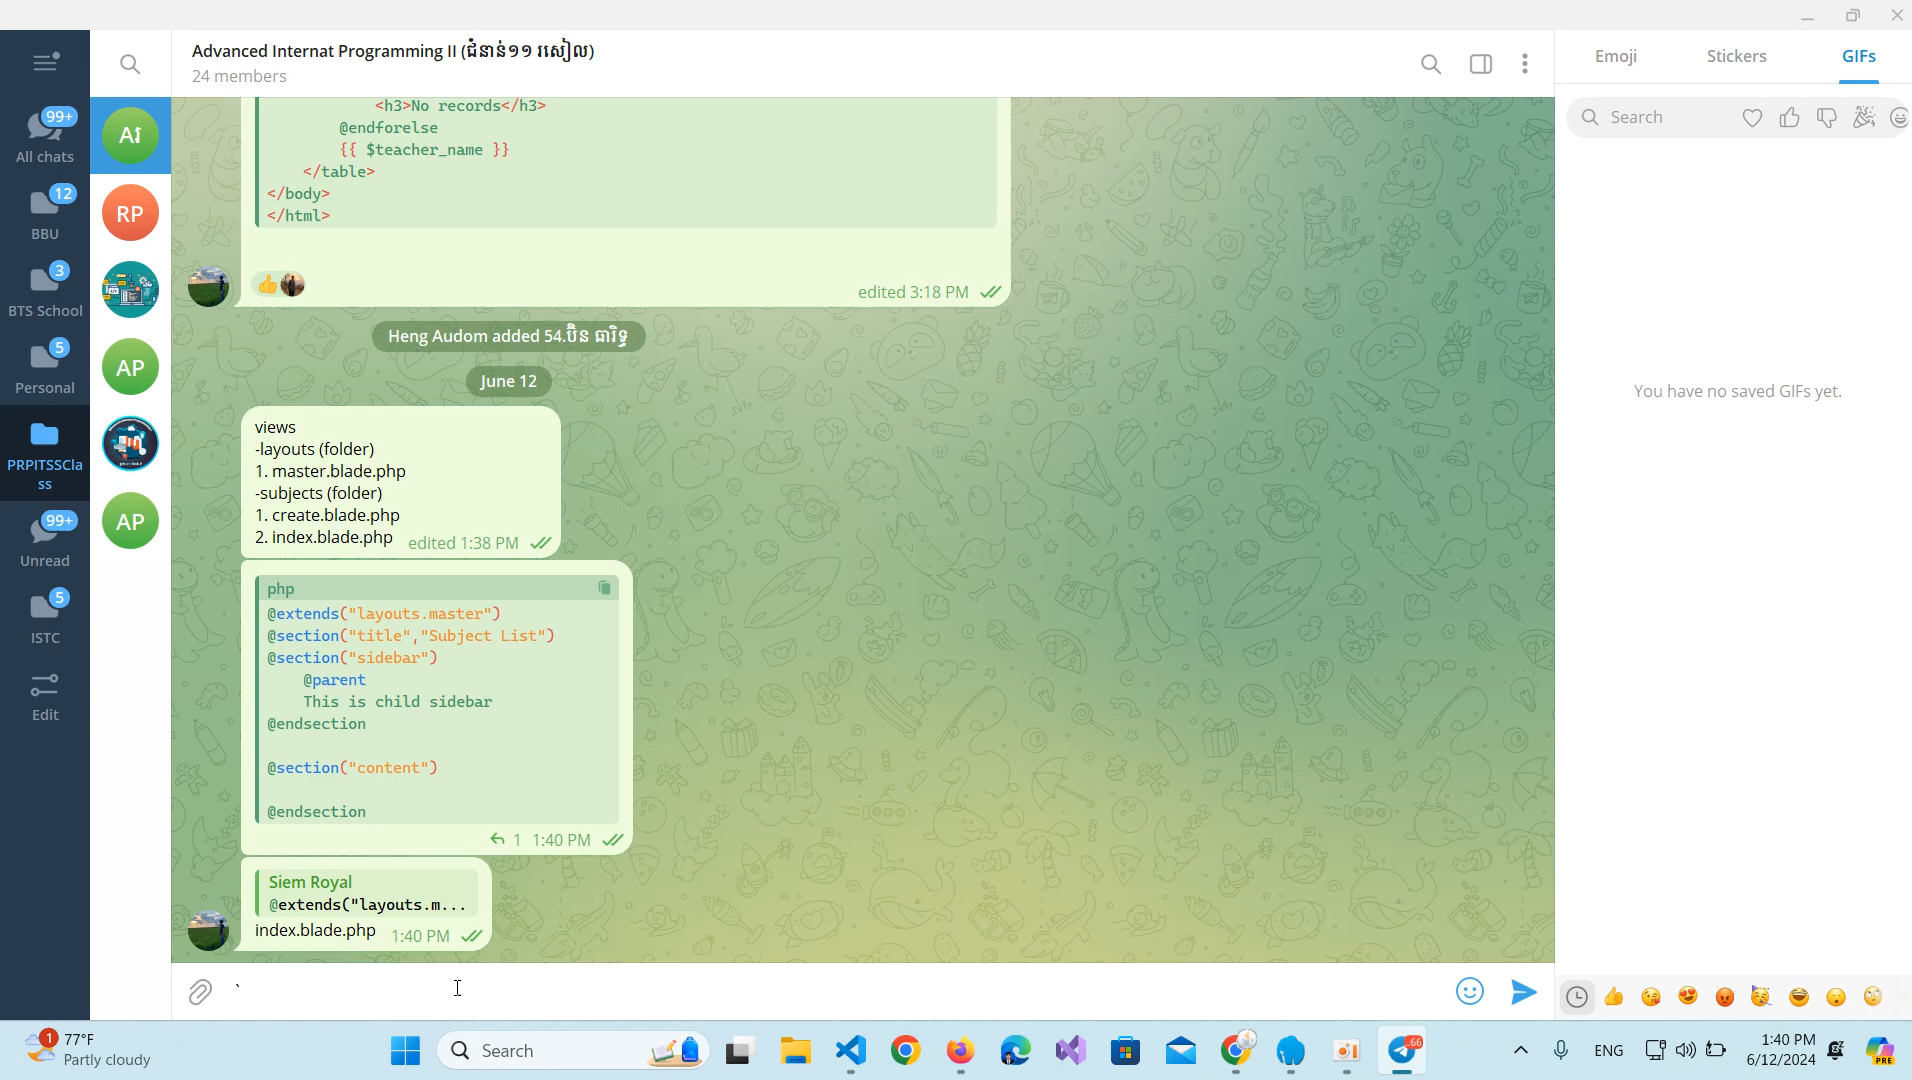 Advanced Internat Programming II (ជំនាន់១១ រសៀល)
24 members
Emoji
Stickers
GIFs
Search
You have no saved GIFs yet.
99+
All chats
12
BBU
3
BTS School
5
Personal
PRPITSSCla
ss
99+
Unread
5
ISTC
Edit
RP
AP
AP
<h3>No records</h3>
@endforelse
{{ $teacher_name }}
</table>
</body>
</html>
edited 3:18 PM
Heng Audom added 54.ប៊ិន ធារិទ្ធ
June 12
views
-layouts (folder)
1. master.blade.php
-subjects (folder)
1. create.blade.php
2. index.blade.php
edited 1:38 PM
php
@extends("layouts.master")
@section("title","Subject List")
@section("sidebar")
@parent
This is child sidebar
@endsection
@section("content")
@endsection
1 1:40 PM
Siem Royal
@extends("layouts.m...
index.blade.php
1:40 PM
`
1
77°F
Partly cloudy
Search
66
ENG
1:40 PM
6/12/2024
PRE